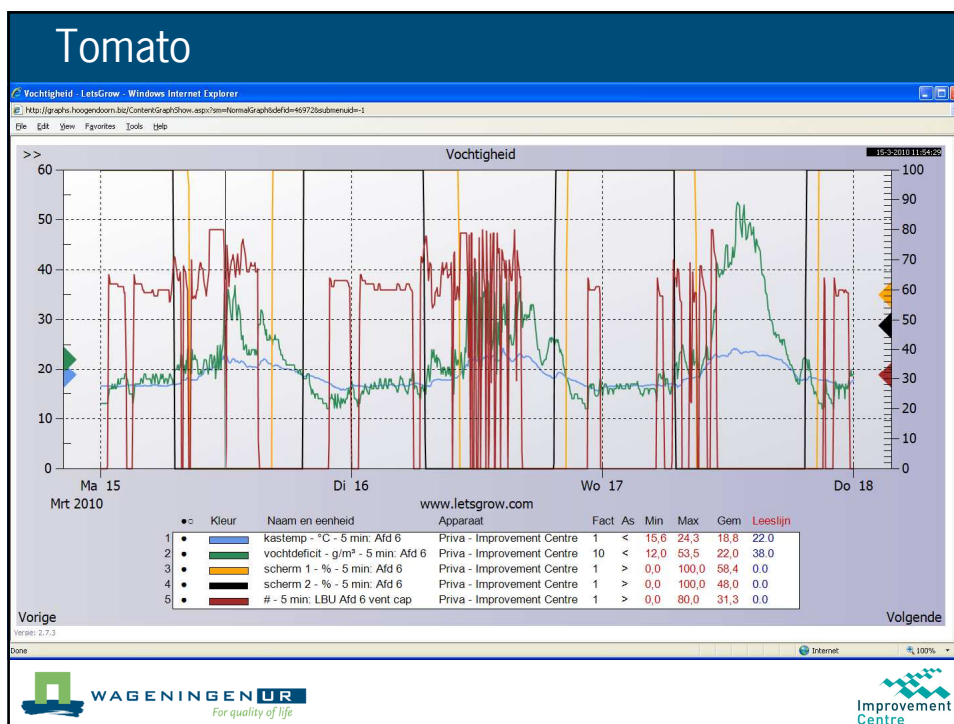 Tomato
Vochtigheid - LetsGrow - Windows Internet Explorer
http://graphs.hoogendoorn.biz/ContentGraphShow.aspx?sm=NormalGraph&defid=46972&submenuid=-1
File Edit View Favorites Tools Help
>> Vochtigheid 15-3-2010 11:54:29
60 100
90
50
80
70
40
60
30 50
40
20
30
20
10
10
0 0
Ma 15 Di 16 Wo 17 Do 18
Mrt 2010 www.letsgrow.com
Kleur Naam en eenheid Apparaat Fact As Min Max Gem Leeslijn
1 kastemp - °C - 5 min: Afd 6 Priva - Improvement Centre 1 < 15,6 24,3 18,8 22.0
2 vochtdeficit - g/m³ - 5 min: Afd 6 Priva - Improvement Centre 10 < 12,0 53,5 22,0 38.0
3 scherm 1 - % - 5 min: Afd 6 Priva - Improvement Centre 1 > 0,0 100,0 58,4 0.0
4 scherm 2 - % - 5 min: Afd 6 Priva - Improvement Centre 1 > 0,0 100,0 48,0 0.0
5 # - 5 min: LBU Afd 6 vent cap Priva - Improvement Centre 1 > 0,0 80,0 31,3 0.0
Vorige Volgende
Versie: 2.7.3
Done Internet 100%
WAGENINGEN UR
For quality of life
Improvement
Centre